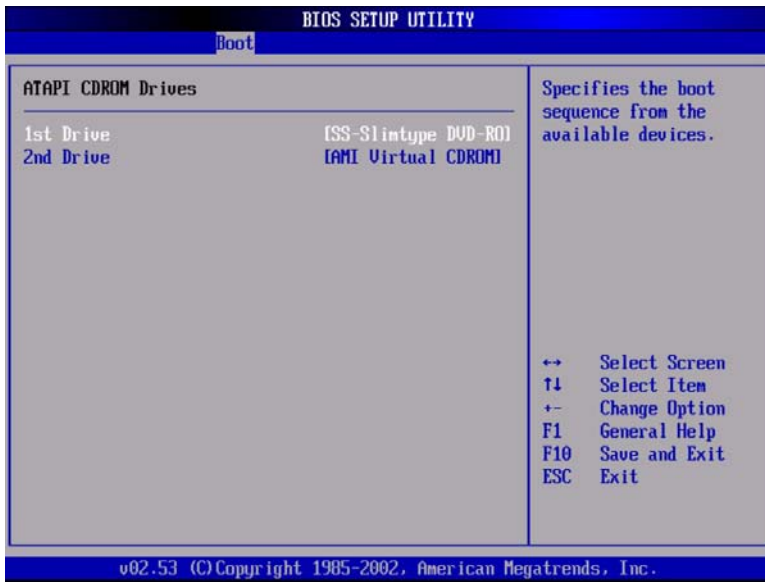 BIOS SETUP UTILITY
Boot
ATAPI CDROM Drives
1st Drive [SS-Slimtype DVD-RO]
2nd Drive [AMI Virtual CDROM]
Specifies the boot
sequence from the
available devices.
←→ Select Screen
↑↓ Select Item
+- Change Option
F1 General Help
F10 Save and Exit
ESC Exit
v02.53 (C)Copyright 1985-2002, American Megatrends, Inc.